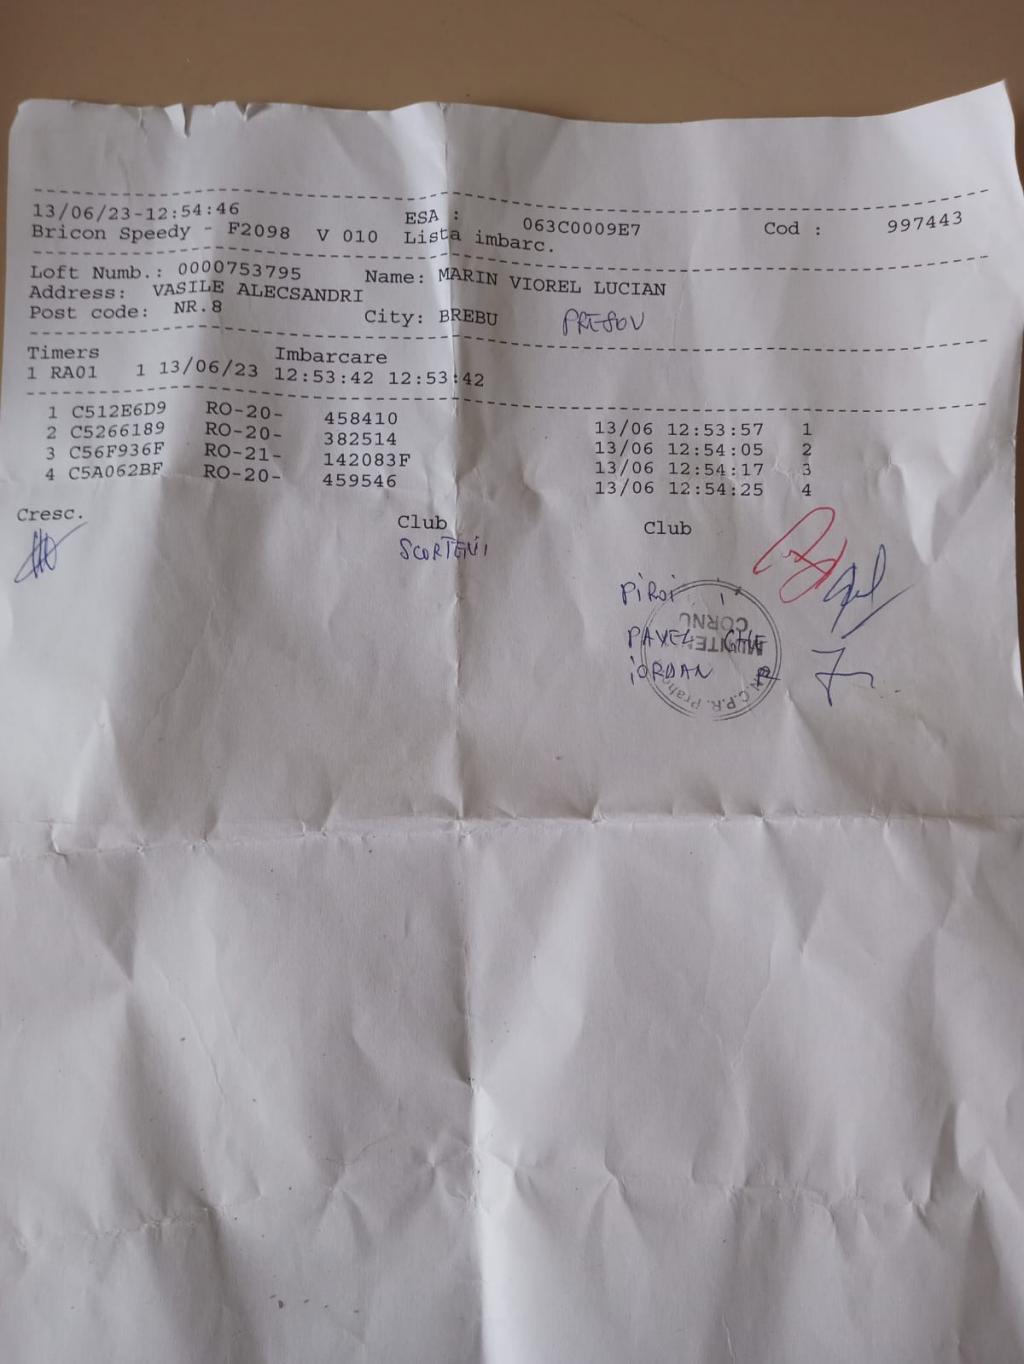 13/06/23-12:54:46 ESA : 063C0009E7 Cod : 997443
Bricon Speedy - F2098 V 010 Lista imbarc.
Loft Numb.: 0000753795 Name: MARIN VIOREL LUCIAN
Address: VASILE ALECSANDRI
Post code: NR.8 City: BREBU PRESOV
Timers Imbarcare
1 RA01 1 13/06/23 12:53:42 12:53:42
1 C512E6D9 RO-20- 458410 13/06 12:53:57 1
2 C5266189 RO-20- 382514 13/06 12:54:05 2
3 C56F936F RO-21- 142083F 13/06 12:54:17 3
4 C5A062BF RO-20- 459546 13/06 12:54:25 4
Cresc. Club Club
SCORTENI
PiROi i
PAVEL GHE
iORDAN
CORNU
N.C.P.R. Prahova